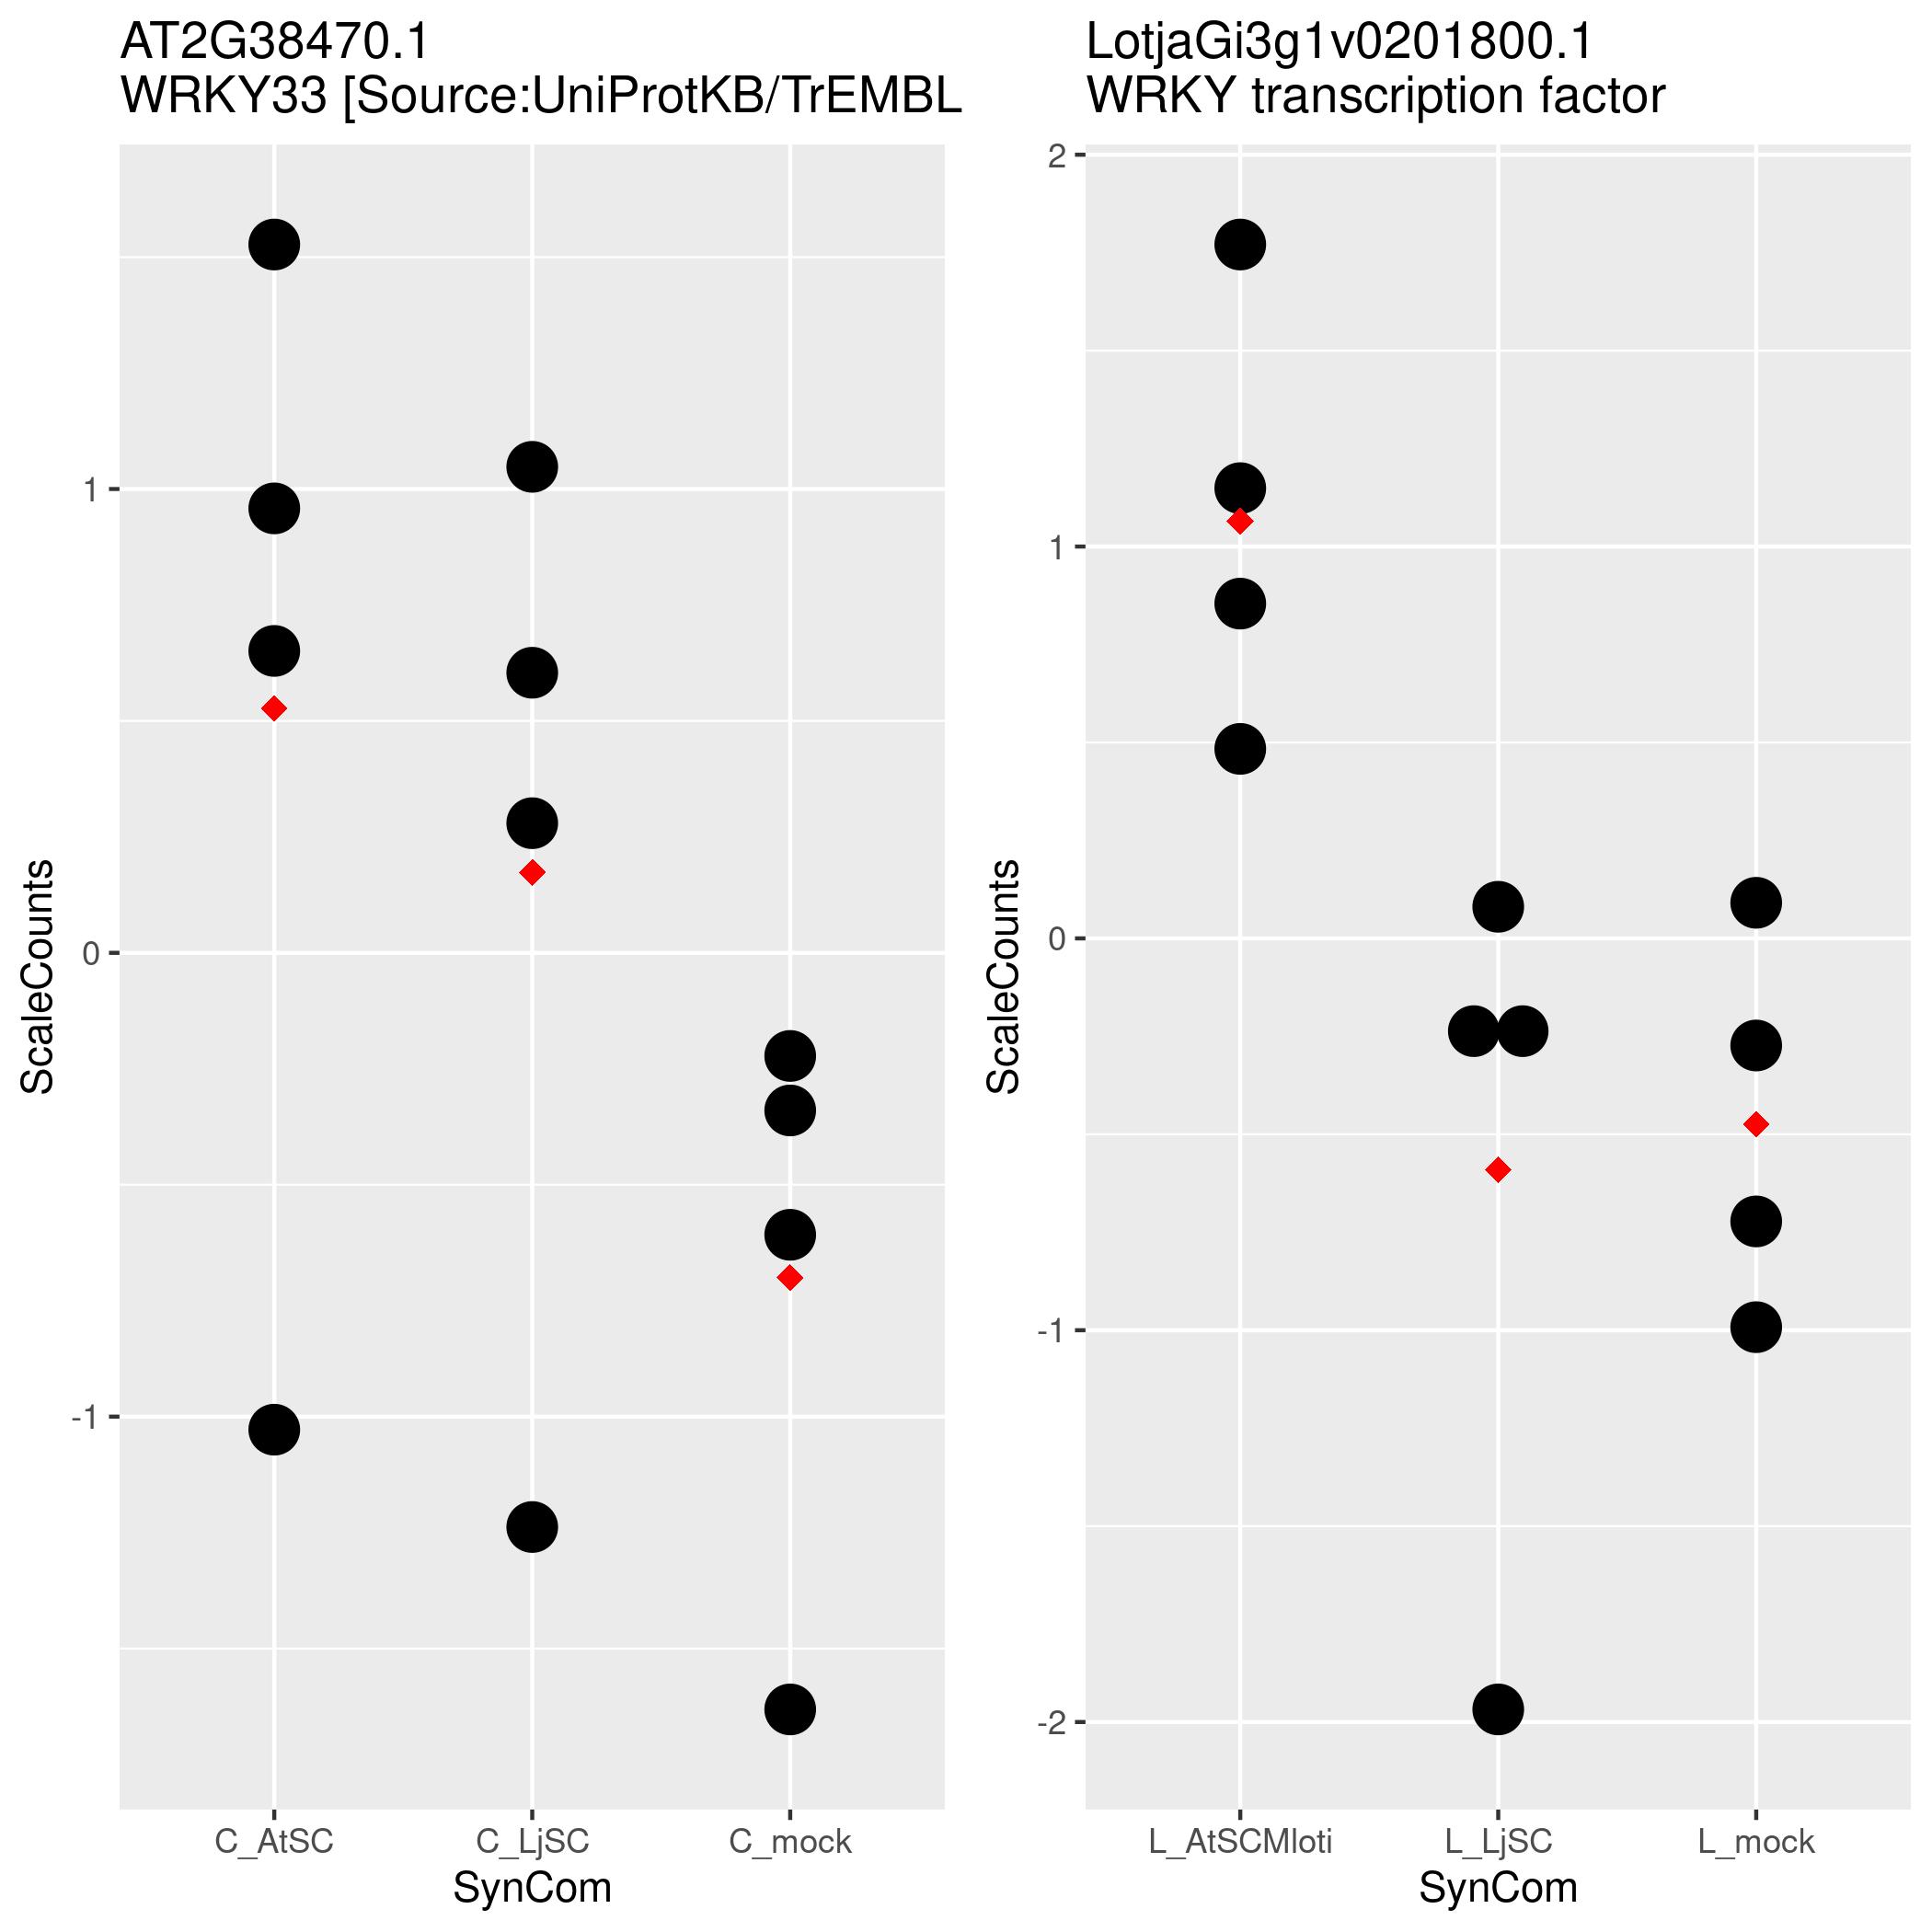 AT2G38470.1
WRKY33 [Source:UniProtKB/TrEMBL
ScaleCounts
1
0
-1
C_AtSC
C_LjSC
C_mock
SynCom
LotjaGi3g1v0201800.1
WRKY transcription factor
ScaleCounts
2
1
0
-1
-2
L_AtSCMloti
L_LjSC
L_mock
SynCom